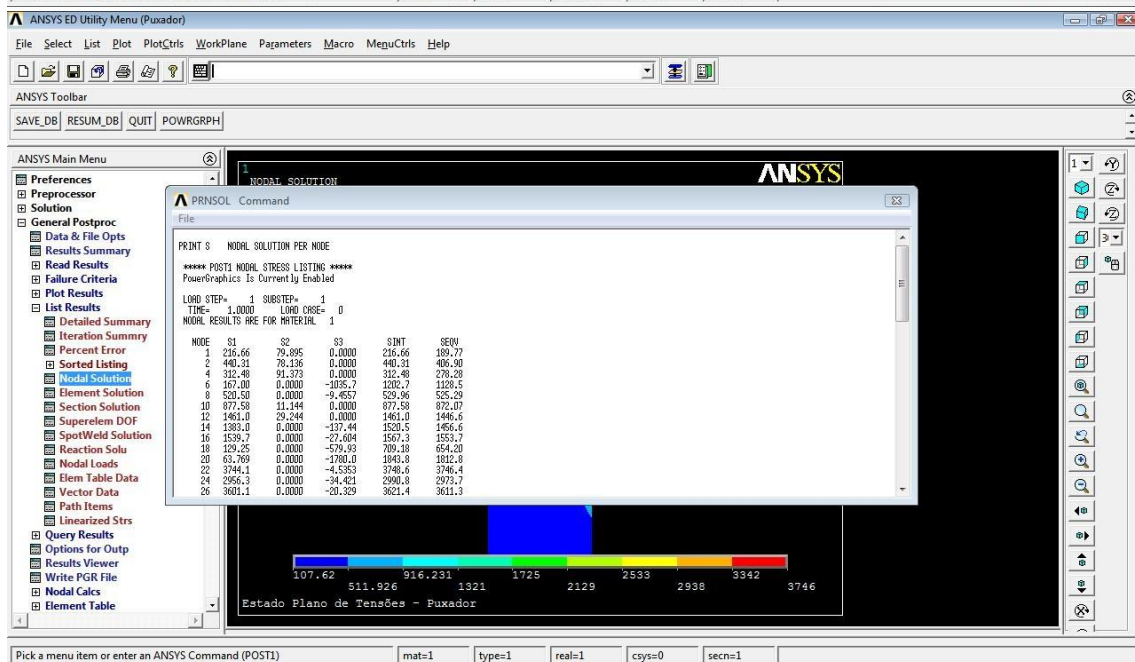 ANSYS ED Utility Menu (Puxador)
File Select List Plot PlotCtrls WorkPlane Parameters Macro MenuCtrls Help
ANSYS Toolbar
SAVE_DB RESUM_DB QUIT POWRGRPH
ANSYS Main Menu
Preferences
Preprocessor
Solution
General Postproc
Data & File Opts
Results Summary
Read Results
Failure Criteria
Plot Results
List Results
Detailed Summary
Iteration Summry
Percent Error
Sorted Listing
Nodal Solution
Element Solution
Section Solution
Superelem DOF
SpotWeld Solution
Reaction Solu
Nodal Loads
Elem Table Data
Vector Data
Path Items
Linearized Strs
Query Results
Options for Outp
Results Viewer
Write PGR File
Nodal Calcs
Element Table
1
NODAL SOLUTION
ANSYS
PRNSOL Command
File
PRINT S NODAL SOLUTION PER NODE
***** POST1 NODAL STRESS LISTING *****
PowerGraphics Is Currently Enabled
LOAD STEP= 1 SUBSTEP= 1
TIME= 1.0000 LOAD CASE= 0
NODAL RESULTS ARE FOR MATERIAL 1
NODE S1 S2 S3 SINT SEQV
1 216.66 79.895 0.0000 216.66 189.77
2 440.31 78.136 0.0000 440.31 406.90
4 312.48 91.373 0.0000 312.48 278.28
6 167.00 0.0000 -1035.7 1202.7 1128.5
8 520.50 0.0000 -9.4557 529.96 525.29
10 877.58 11.144 0.0000 877.58 872.07
12 1461.0 29.244 0.0000 1461.0 1446.6
14 1383.0 0.0000 -137.44 1520.5 1456.6
16 1539.7 0.0000 -27.604 1567.3 1553.7
18 129.25 0.0000 -579.93 709.18 654.20
20 63.769 0.0000 -1780.0 1843.8 1812.8
22 3744.1 0.0000 -4.5353 3748.6 3746.4
24 2956.3 0.0000 -34.421 2990.8 2973.7
26 3601.1 0.0000 -20.329 3621.4 3611.3
107.62 916.231 1725 2533 3342
511.926 1321 2129 2938 3746
Estado Plano de Tensões - Puxador
1
Pick a menu item or enter an ANSYS Command (POST1) mat=1 type=1 real=1 csys=0 secn=1